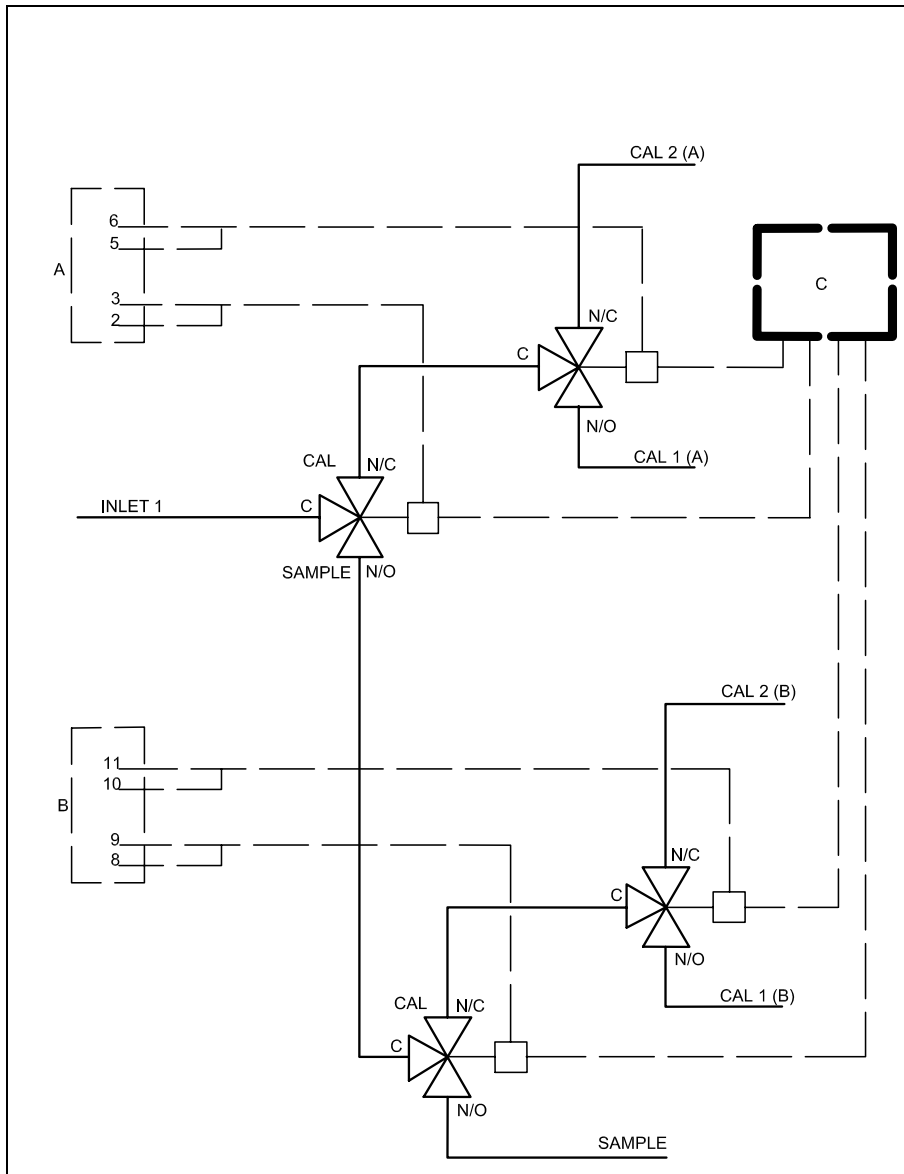 CAL 2 (A)
6
5
A
3
2
C
N/C
C
N/O
CAL 1 (A)
CAL
N/C
INLET 1
C
SAMPLE
N/O
CAL 2 (B)
11
10
B
9
8
N/C
C
N/O
CAL 1 (B)
CAL
N/C
C
N/O
SAMPLE